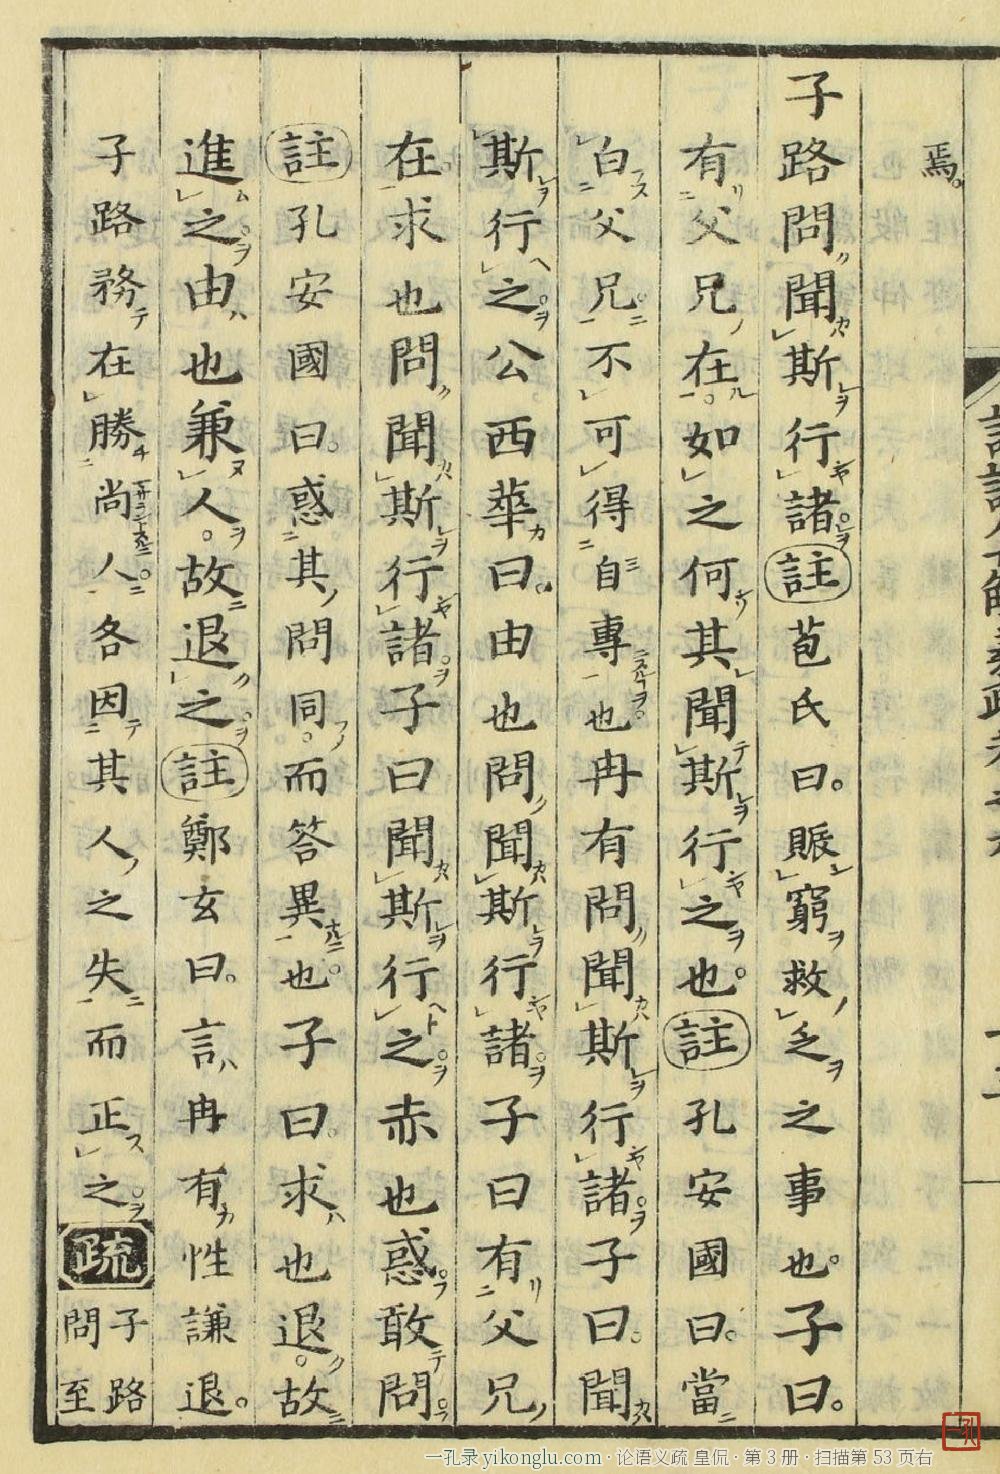 焉
子路問聞斯行諸註苞氏曰賑窮救乏之事也子曰
有父兄在如之何其聞斯行之也註孔安國曰當
白父兄不可得自專也冉有問聞斯行諸子曰聞
斯行之公西華曰由也問聞斯行諸子曰有父兄
在求也問聞斯行諸子曰聞斯行之赤也惑敢問
註孔安國曰惑其問同而答異也子曰求也退故
進之由也兼人故退之註鄭玄曰言冉有性謙退
子路務在勝尚人各因其人之失而正之疏子路問至
一孔录 yikonglu.com · 论语义疏 皇侃 · 第 3 册 · 扫描第 53 页右